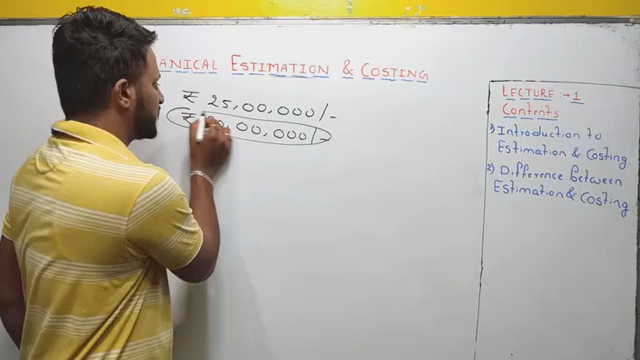 ANICAL ESTIMATION & COSTING
₹ 25,00,000/-
₹ 00,000/-
LECTURE :-1
Contents
1) Introduction to
Estimation & Costing.
2) Difference between
Estimation & Costing